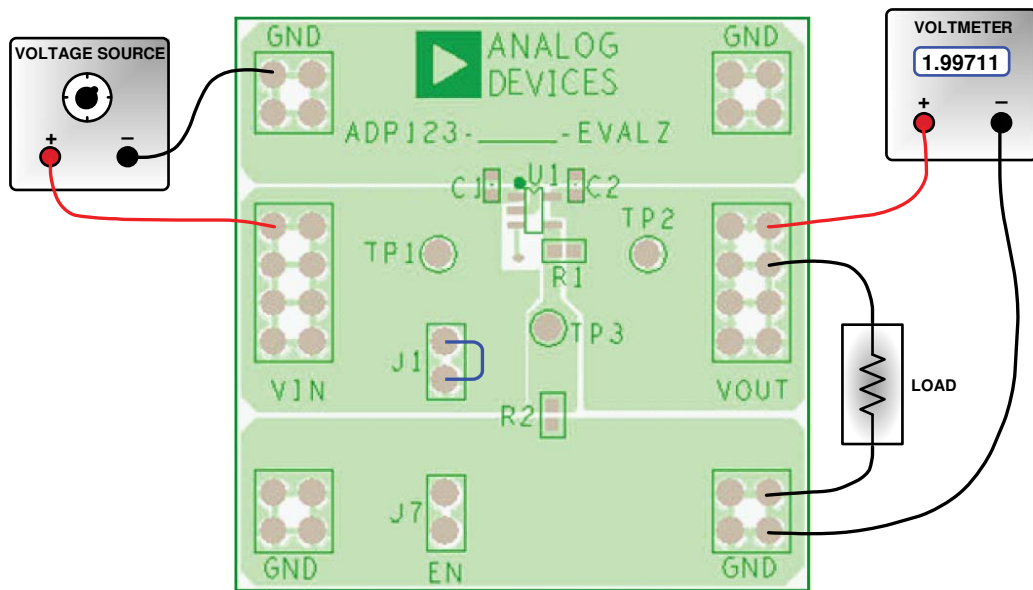 GND
GND
VOLTAGE SOURCE
+
–
ANALOG
DEVICES
VOLTMETER
1.99711
+
–
ADP123-______-EVALZ
C1
U1
C2
TP1
TP2
R1
TP3
J1
VIN
VOUT
R2
LOAD
J7
GND
EN
GND